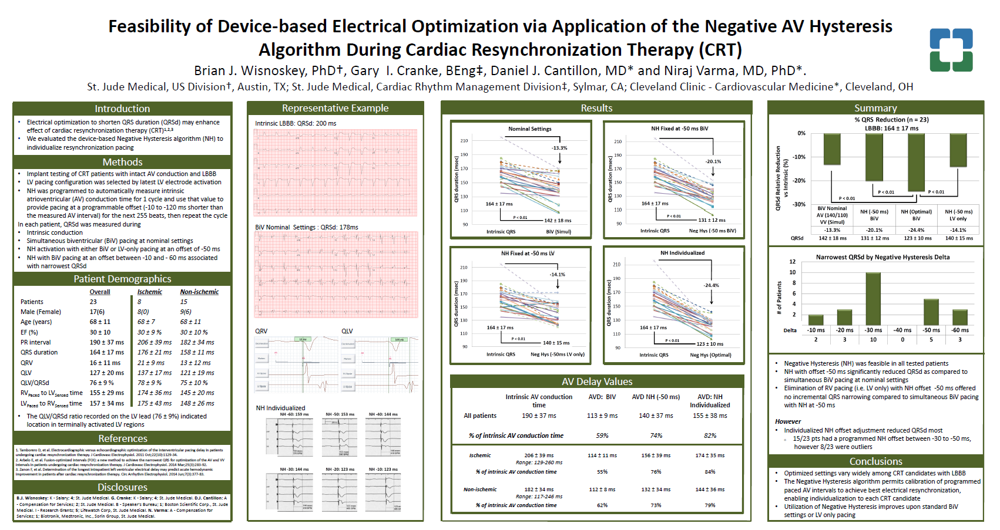 Feasibility of Device-based Electrical Optimization via Application of the Negative AV Hysteresis
Algorithm During Cardiac Resynchronization Therapy (CRT)
Brian J. Wisnoskey, PhD†, Gary I. Cranke, BEng‡, Daniel J. Cantillon, MD* and Niraj Varma, MD, PhD*.
St. Jude Medical, US Division†, Austin, TX; St. Jude Medical, Cardiac Rhythm Management Division‡, Sylmar, CA; Cleveland Clinic - Cardiovascular Medicine*, Cleveland, OH
Introduction
• Electrical optimization to shorten QRS duration (QRSd) may enhance
effect of cardiac resynchronization therapy (CRT)1,2,3
• We evaluated the device-based Negative Hysteresis algorithm (NH) to
individualize resynchronization pacing
Methods
• Implant testing of CRT patients with intact AV conduction and LBBB
• LV pacing configuration was selected by latest LV electrode activation
• NH was programmed to automatically measure intrinsic
atrioventricular (AV) conduction time for 1 cycle and use that value to
provide pacing at a programmable offset (-10 to -120 ms shorter than
the measured AV interval) for the next 255 beats, then repeat the cycle
In each patient, QRSd was measured during
• Intrinsic conduction
• Simultaneous biventricular (BiV) pacing at nominal settings
• NH activation with either BiV or LV-only pacing at an offset of -50 ms
• NH with BiV pacing at an offset between -10 and - 60 ms associated
with narrowest QRSd
Patient Demographics
Overall Ischemic Non-ischemic
Patients 23 8 15
Male (Female) 17(6) 8(0) 9(6)
Age (years) 68 ± 11 68 ± 7 68 ± 11
EF (%) 30 ± 10 30 ± 9 % 30 ± 10 %
PR interval 190 ± 37 ms 206 ± 39 ms 182 ± 34 ms
QRS duration 164 ± 17 ms 176 ± 21 ms 158 ± 11 ms
QRV 16 ± 11 ms 21 ± 9 ms 13 ± 12 ms
QLV 127 ± 20 ms 137 ± 17 ms 121 ± 19 ms
QLV/QRSd 76 ± 9 % 78 ± 9 % 75 ± 10 %
RVPaced to LVSensed time 155 ± 29 ms 174 ± 36 ms 145 ± 20 ms
LVPaced to RVSensed time 157 ± 34 ms 175 ± 43 ms 148 ± 26 ms
• The QLV/QRSd ratio recorded on the LV lead (76 ± 9%) indicated
location in terminally activated LV regions
References
1. Tamborero D, et al. Electrocardiographic versus echocardiographic optimization of the interventricular pacing delay in patients
undergoing cardiac resynchronization therapy. J Cardiovasc Electrophysiol. 2011 Oct;22(10):1129-34.
2. Arbelo E, et al. Fusion-optimized intervals (FOI): a new method to achieve the narrowest QRS for optimization of the AV and VV
intervals in patients undergoing cardiac resynchronization therapy. J Cardiovasc Electrophysiol. 2014 Mar;25(3):283-92.
3. Zanon F, et al. Determination of the longest intrapatient left ventricular electrical delay may predict acute hemodynamic
improvement in patients after cardiac resynchronization therapy. Circ Arrhythm Electrophysiol. 2014 Jun;7(3):377-83.
Disclosures
B.J. Wisnoskey: K - Salary; 4; St. Jude Medical. G. Cranke: K - Salary; 4; St. Jude Medical. D.J. Cantillon: A
- Compensation for Services; 2; St. Jude Medical. B - Speaker's Bureau; 1; Boston Scientific Corp., St. Jude
Medical. I - Research Grants; 5; Lifewatch Corp, St. Jude Medical. N. Varma: A - Compensation for
Services; 1; Biotronik, Medtronic, Inc., Sorin Group, St. Jude Medical.
Representative Example
Intrinsic LBBB: QRSd: 200 ms
BiV Nominal Settings : QRSd: 178ms
QRV QLV
NH Individualized
NH -60: 159 ms NH -50: 153 ms NH -40: 144 ms
NH -30: 144 ms NH -20: 123 ms NH -10: 123 ms
Results
Nominal Settings
QRS duration (msec)
210
190
170
150
130
110
90
-13.3%
164 ± 17 ms
P < 0.01
142 ± 18 ms
Intrinsic QRS BiV (Simul)
NH Fixed at -50 ms BiV
QRS duration (msec)
210
190
170
150
130
110
90
-20.1%
164 ± 17 ms
P < 0.01
131 ± 12 ms
Intrinsic QRS Neg Hys (-50 ms BiV)
NH Fixed at -50 ms LV
QRS duration (msec)
210
190
170
150
130
110
90
-14.1%
164 ± 17 ms
P < 0.01
140 ± 15 ms
Intrinsic QRS Neg Hys (-50ms LV only)
NH Individualized
QRS duration (msec)
210
190
170
150
130
110
90
-24.4%
164 ± 17 ms
P < 0.01
123 ± 10 ms
Intrinsic QRS Neg Hys (Optimal)
AV Delay Values
Intrinsic AV conduction time AVD: BIV AVD NH (-50 ms) AVD: NH Individualized
All patients 190 ± 37 ms 113 ± 9 ms 140 ± 37 ms 155 ± 38 ms
% of intrinsic AV conduction time 59% 74% 82%
Ischemic 206 ± 39 ms 114 ± 11 ms 156 ± 39 ms 174 ± 35 ms
Range: 129-260 ms
% of intrinsic AV conduction time 55% 76% 84%
Non-ischemic 182 ± 34 ms 112 ± 8 ms 132 ± 34 ms 144 ± 36 ms
Range: 117-246 ms
% of intrinsic AV conduction time 62% 73% 79%
Summary
% QRS Reduction (n = 23)
LBBB: 164 ± 17 ms
QRSd Relative Reduction
vs Intrinsic (%)
0%
-10%
-20%
-30%
P < 0.01
P < 0.01
P < 0.01
BiV Nominal AV (140/110) VV (Simul) NH (-50 ms) BiV NH (Optimal) BiV NH (-50 ms) LV only
-13.3% -20.1% -24.4% -14.1%
QRSd 142 ± 18 ms 131 ± 12 ms 123 ± 10 ms 140 ± 15 ms
Narrowest QRSd by Negative Hysteresis Delta
# of Patients
12
10
8
6
4
2
Delta -10 ms -20 ms -30 ms -40 ms -50 ms -60 ms
2 3 10 0 5 3
• Negative Hysteresis (NH) was feasible in all tested patients
• NH with offset -50 ms significantly reduced QRSd as compared to
simultaneous BiV pacing at nominal settings
• Elimination of RV pacing (i.e. LV only) with NH offset -50 ms offered
no incremental QRS narrowing compared to simultaneous BiV pacing
with NH at -50 ms
However
• Individualized NH offset adjustment reduced QRSd most
o 15/23 pts had a programmed NH offset between -30 to -50 ms,
however 8/23 were outliers
Conclusions
• Optimized settings vary widely among CRT candidates with LBBB
• The Negative Hysteresis algorithm permits calibration of programmed
paced AV intervals to achieve best electrical resynchronization,
enabling individualization to each CRT candidate
• Utilization of Negative Hysteresis improves upon standard BiV
settings or LV only pacing